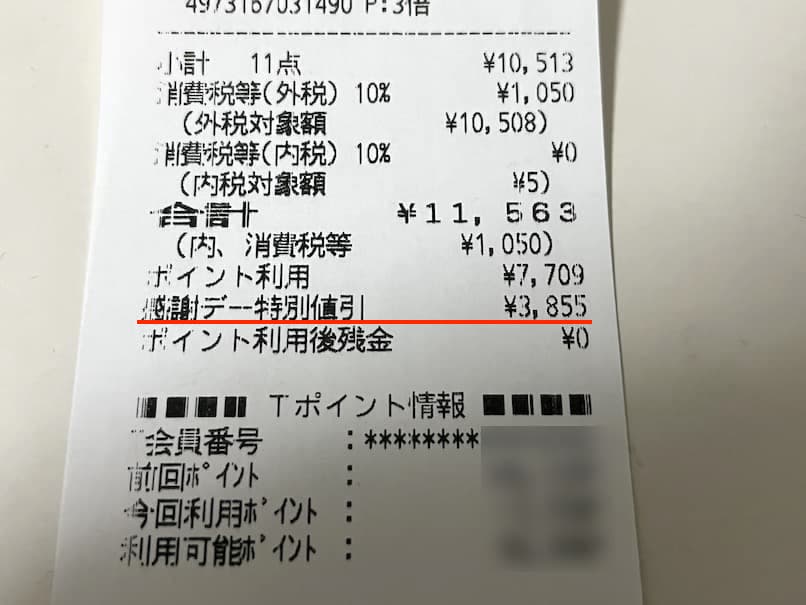 4973167031490 P:3倍
小計 11点 ¥10,513
消費税等(外税) 10% ¥1,050
(外税対象額 ¥10,508)
消費税等(内税) 10% ¥0
(内税対象額 ¥5)
合計 ¥11,563
(内、消費税等 ¥1,050)
ポイント利用 ¥7,709
感謝デー特別値引 ¥3,855
ポイント利用後残金 ¥0
Tポイント情報
T会員番号 :********
前回ポイント :
今回利用ポイント :
利用可能ポイント :